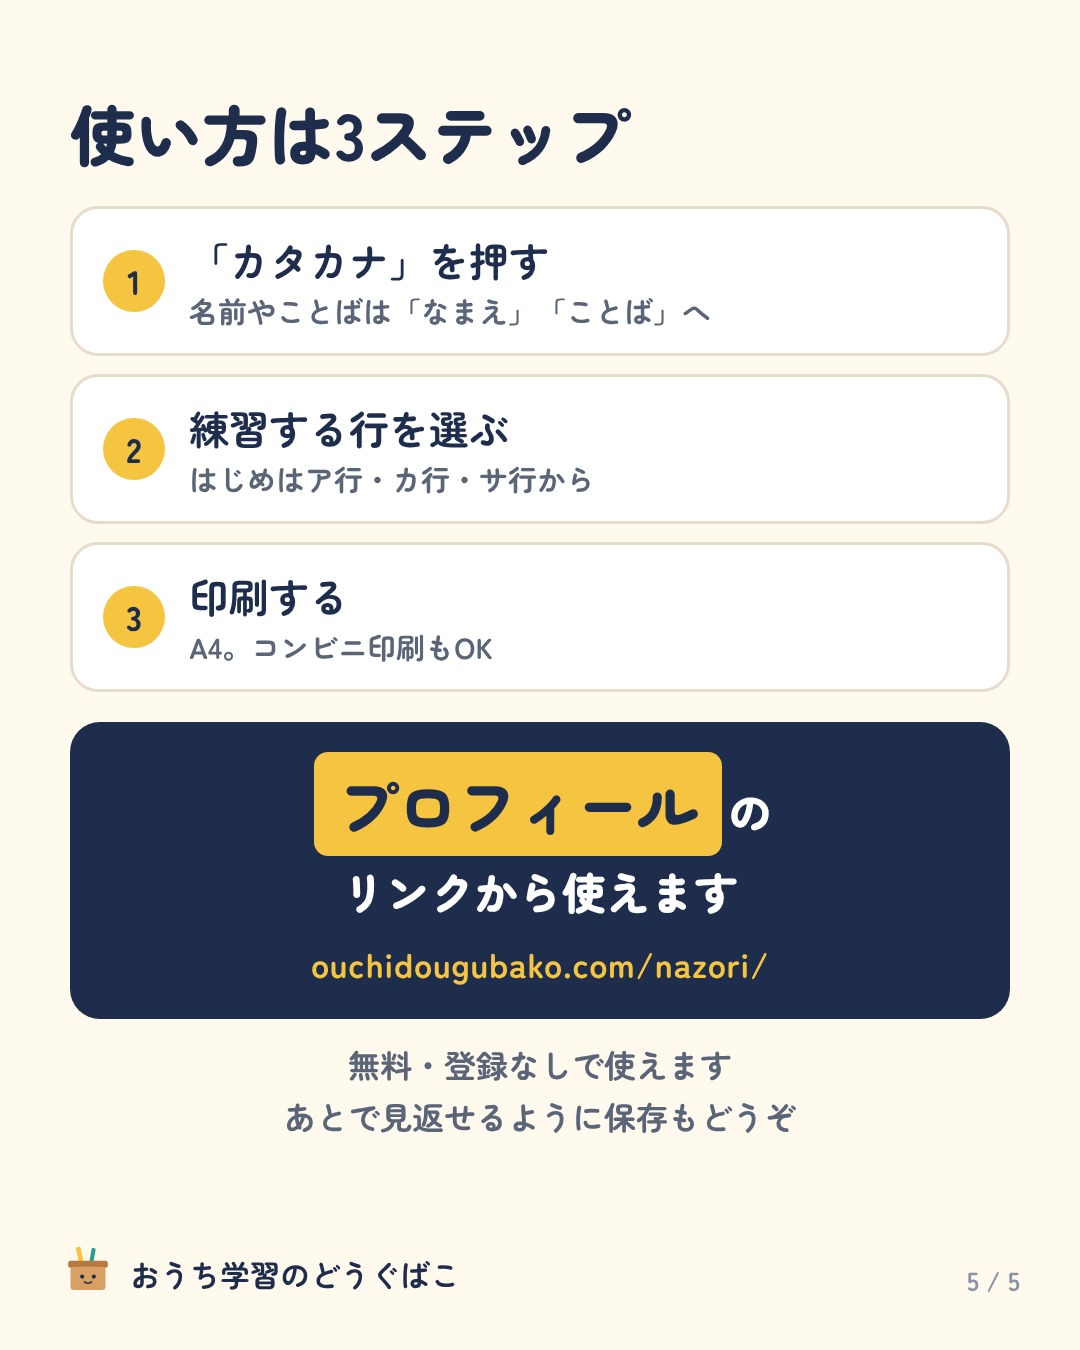 使い方は3ステップ
1
「カタカナ」を押す
名前やことばは「なまえ」「ことば」へ
2
練習する行を選ぶ
はじめはア行・カ行・サ行から
3
印刷する
A4。コンビニ印刷もOK
プロフィールの
リンクから使えます
ouchidougubako.com/nazori/
無料・登録なしで使えます
あとで見返せるように保存もどうぞ
おうち学習のどうぐばこ
5 / 5